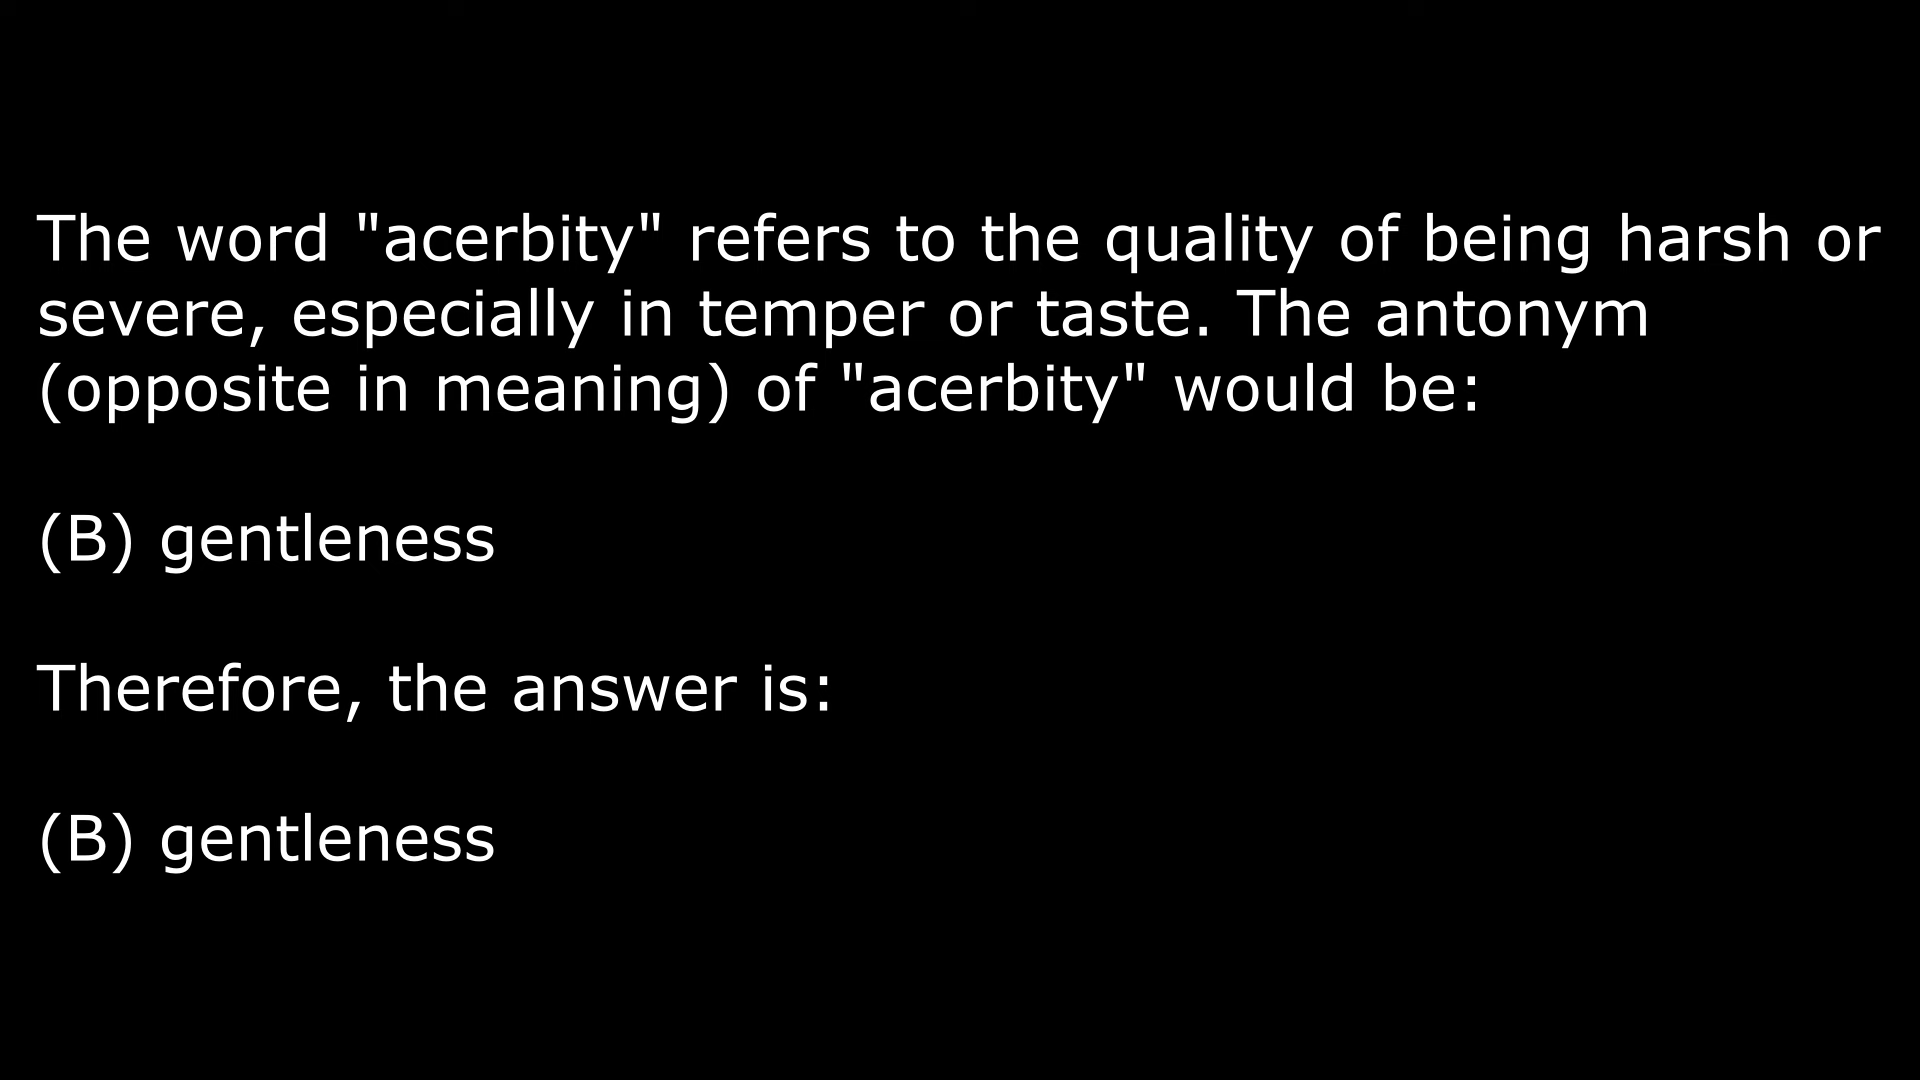 The word "acerbity" refers to the quality of being harsh or
severe, especially in temper or taste. The antonym
(opposite in meaning) of "acerbity" would be:
(B) gentleness
Therefore, the answer is:
(B) gentleness